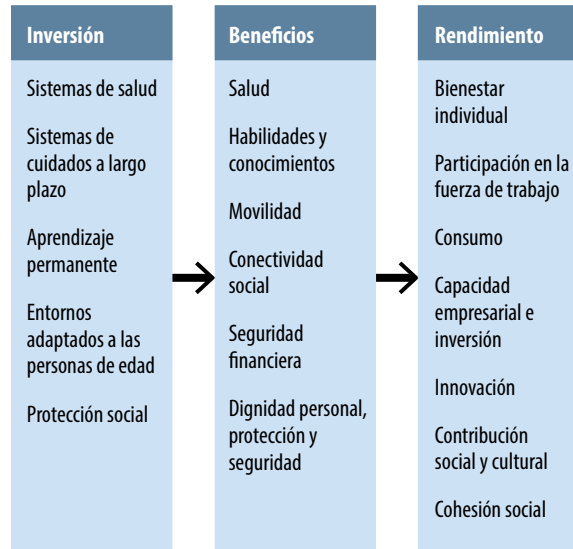 Inversión
Sistemas de salud
Sistemas de
cuidados a largo
plazo
Aprendizaje
permanente
Entornos
adaptados a las
personas de edad
Protección social
Beneficios
Salud
Habilidades y
conocimientos
Movilidad
Conectividad
social
Seguridad
financiera
Dignidad personal,
protección y
seguridad
Rendimiento
Bienestar
individual
Participación en la
fuerza de trabajo
Consumo
Capacidad
empresarial e
inversión
Innovación
Contribución
social y cultural
Cohesión social